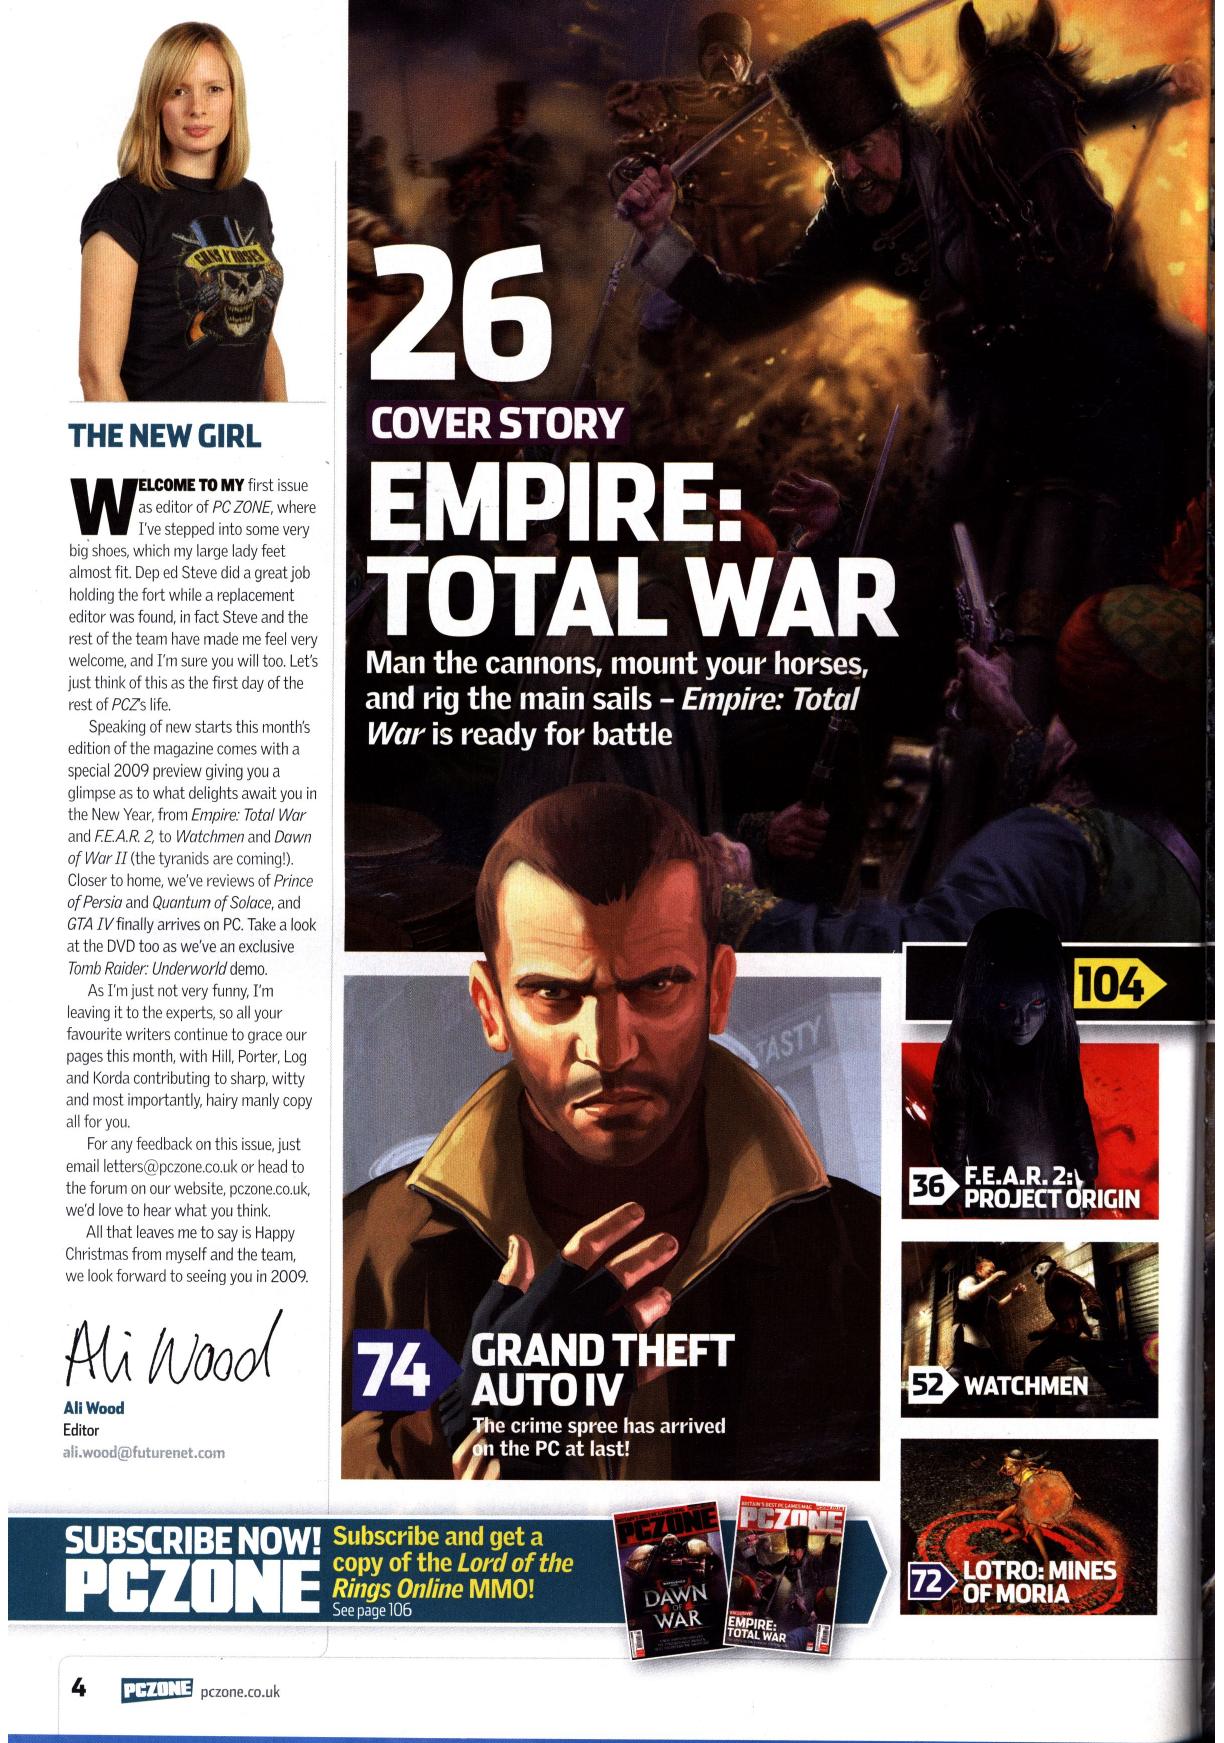 THE NEW GIRL
WELCOME TO MY first issue
as editor of PC ZONE, where
I've stepped into some very
big shoes, which my large lady feet
almost fit. Dep ed Steve did a great job
holding the fort while a replacement
editor was found, in fact Steve and the
rest of the team have made me feel very
welcome, and I'm sure you will too. Let's
just think of this as the first day of the
rest of PCZ's life.
Speaking of new starts this month's
edition of the magazine comes with a
special 2009 preview giving you a
glimpse as to what delights await you in
the New Year, from Empire: Total War
and F.E.A.R. 2, to Watchmen and Dawn
of War II (the tyranids are coming!).
Closer to home, we've reviews of Prince
of Persia and Quantum of Solace, and
GTA IV finally arrives on PC. Take a look
at the DVD too as we've an exclusive
Tomb Raider: Underworld demo.
As I'm just not very funny, I'm
leaving it to the experts, so all your
favourite writers continue to grace our
pages this month, with Hill, Porter, Log
and Korda contributing to sharp, witty
and most importantly, hairy manly copy
all for you.
For any feedback on this issue, just
email letters@pczone.co.uk or head to
the forum on our website, pczone.co.uk,
we'd love to hear what you think.
All that leaves me to say is Happy
Christmas from myself and the team,
we look forward to seeing you in 2009.
Ali Wood
Ali Wood
Editor
ali.wood@futurenet.com
GUNS N' ROSES
26
COVER STORY
EMPIRE:
TOTAL WAR
Man the cannons, mount your horses,
and rig the main sails – Empire: Total
War is ready for battle
TASTY
74
GRAND THEFT
AUTO IV
The crime spree has arrived
on the PC at last!
104
36
F.E.A.R. 2:
PROJECT ORIGIN
52
WATCHMEN
72
LOTRO: MINES
OF MORIA
SUBSCRIBE NOW!
PCZONE
Subscribe and get a
copy of the Lord of the
Rings Online MMO!
See page 106
PCZONE
DAWN
OF
WAR
BRITAIN'S BEST PC GAMES MAG
PCZONE
EMPIRE:
TOTAL WAR
4
PCZONE
pczone.co.uk